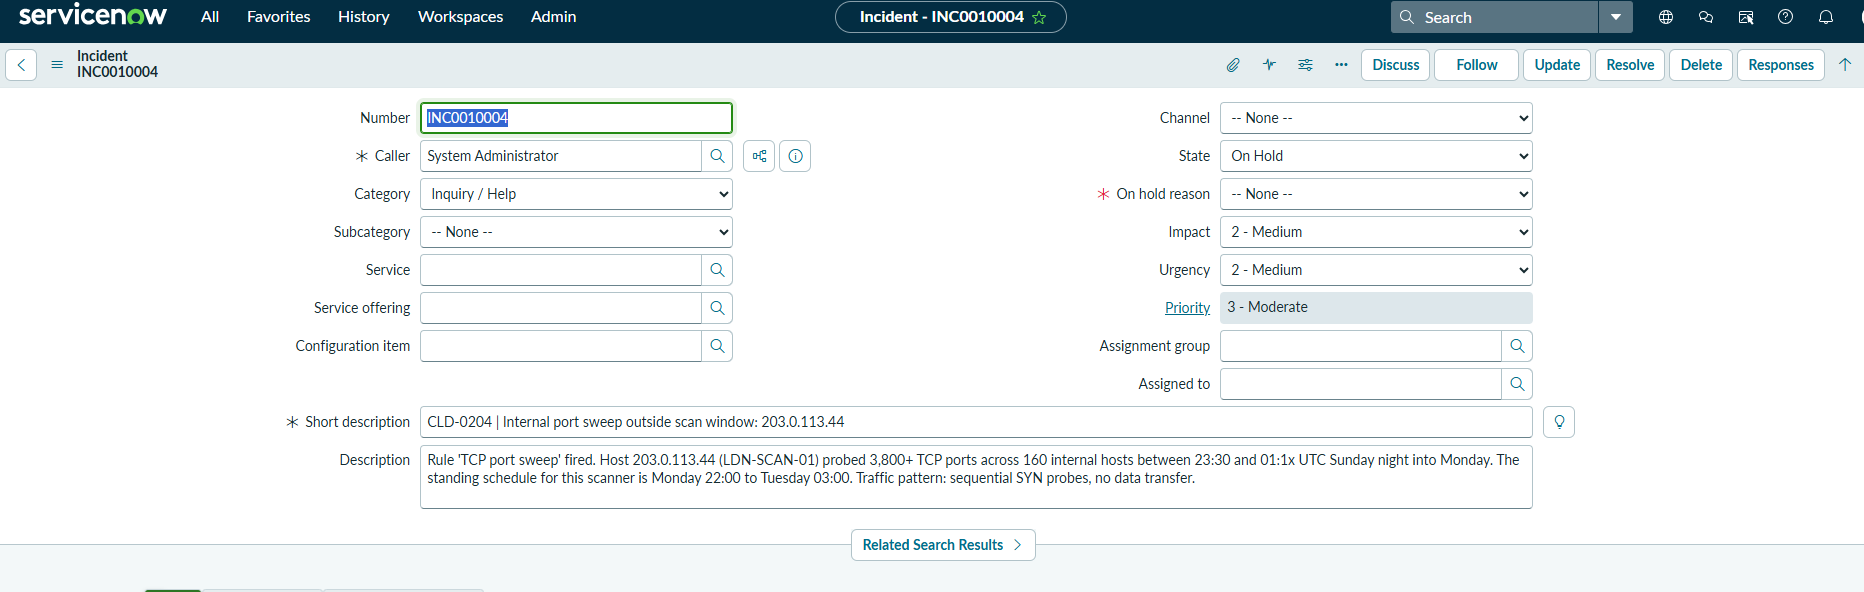 servicenow
All Favorites History Workspaces Admin
Incident - INC0010004
Search
Incident
INC0010004
Discuss Follow Update Resolve Delete Responses
Number INC0010004
Channel -- None --
Caller System Administrator
State On Hold
Category Inquiry / Help
On hold reason -- None --
Subcategory -- None --
Impact 2 - Medium
Service
Urgency 2 - Medium
Service offering
Priority 3 - Moderate
Configuration item
Assignment group
Assigned to
Short description CLD-0204 | Internal port sweep outside scan window: 203.0.113.44
Description Rule 'TCP port sweep' fired. Host 203.0.113.44 (LDN-SCAN-01) probed 3,800+ TCP ports across 160 internal hosts between 23:30 and 01:1x UTC Sunday night into Monday. The
standing schedule for this scanner is Monday 22:00 to Tuesday 03:00. Traffic pattern: sequential SYN probes, no data transfer.
Related Search Results